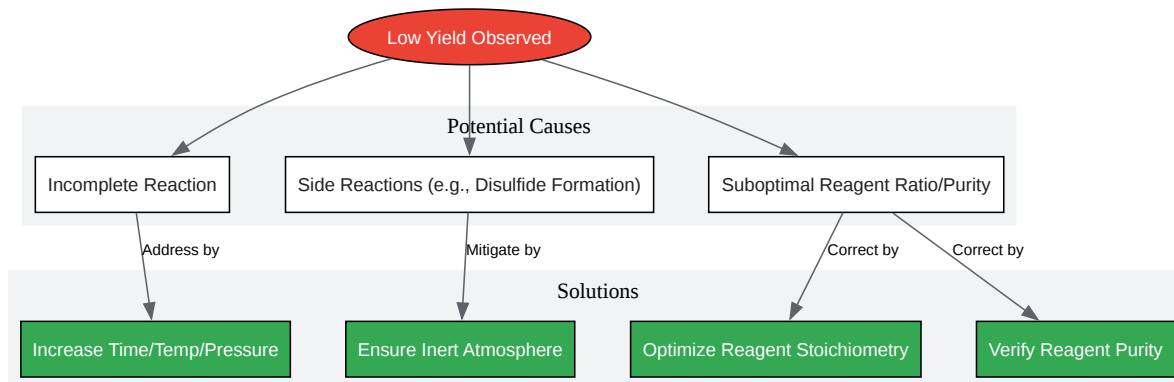 Low Yield Observed
Potential Causes
Incomplete Reaction
Side Reactions (e.g., Disulfide Formation)
Suboptimal Reagent Ratio/Purity
Address by
Mitigate by
Correct by
Correct by
Solutions
Increase Time/Temp/Pressure
Ensure Inert Atmosphere
Optimize Reagent Stoichiometry
Verify Reagent Purity